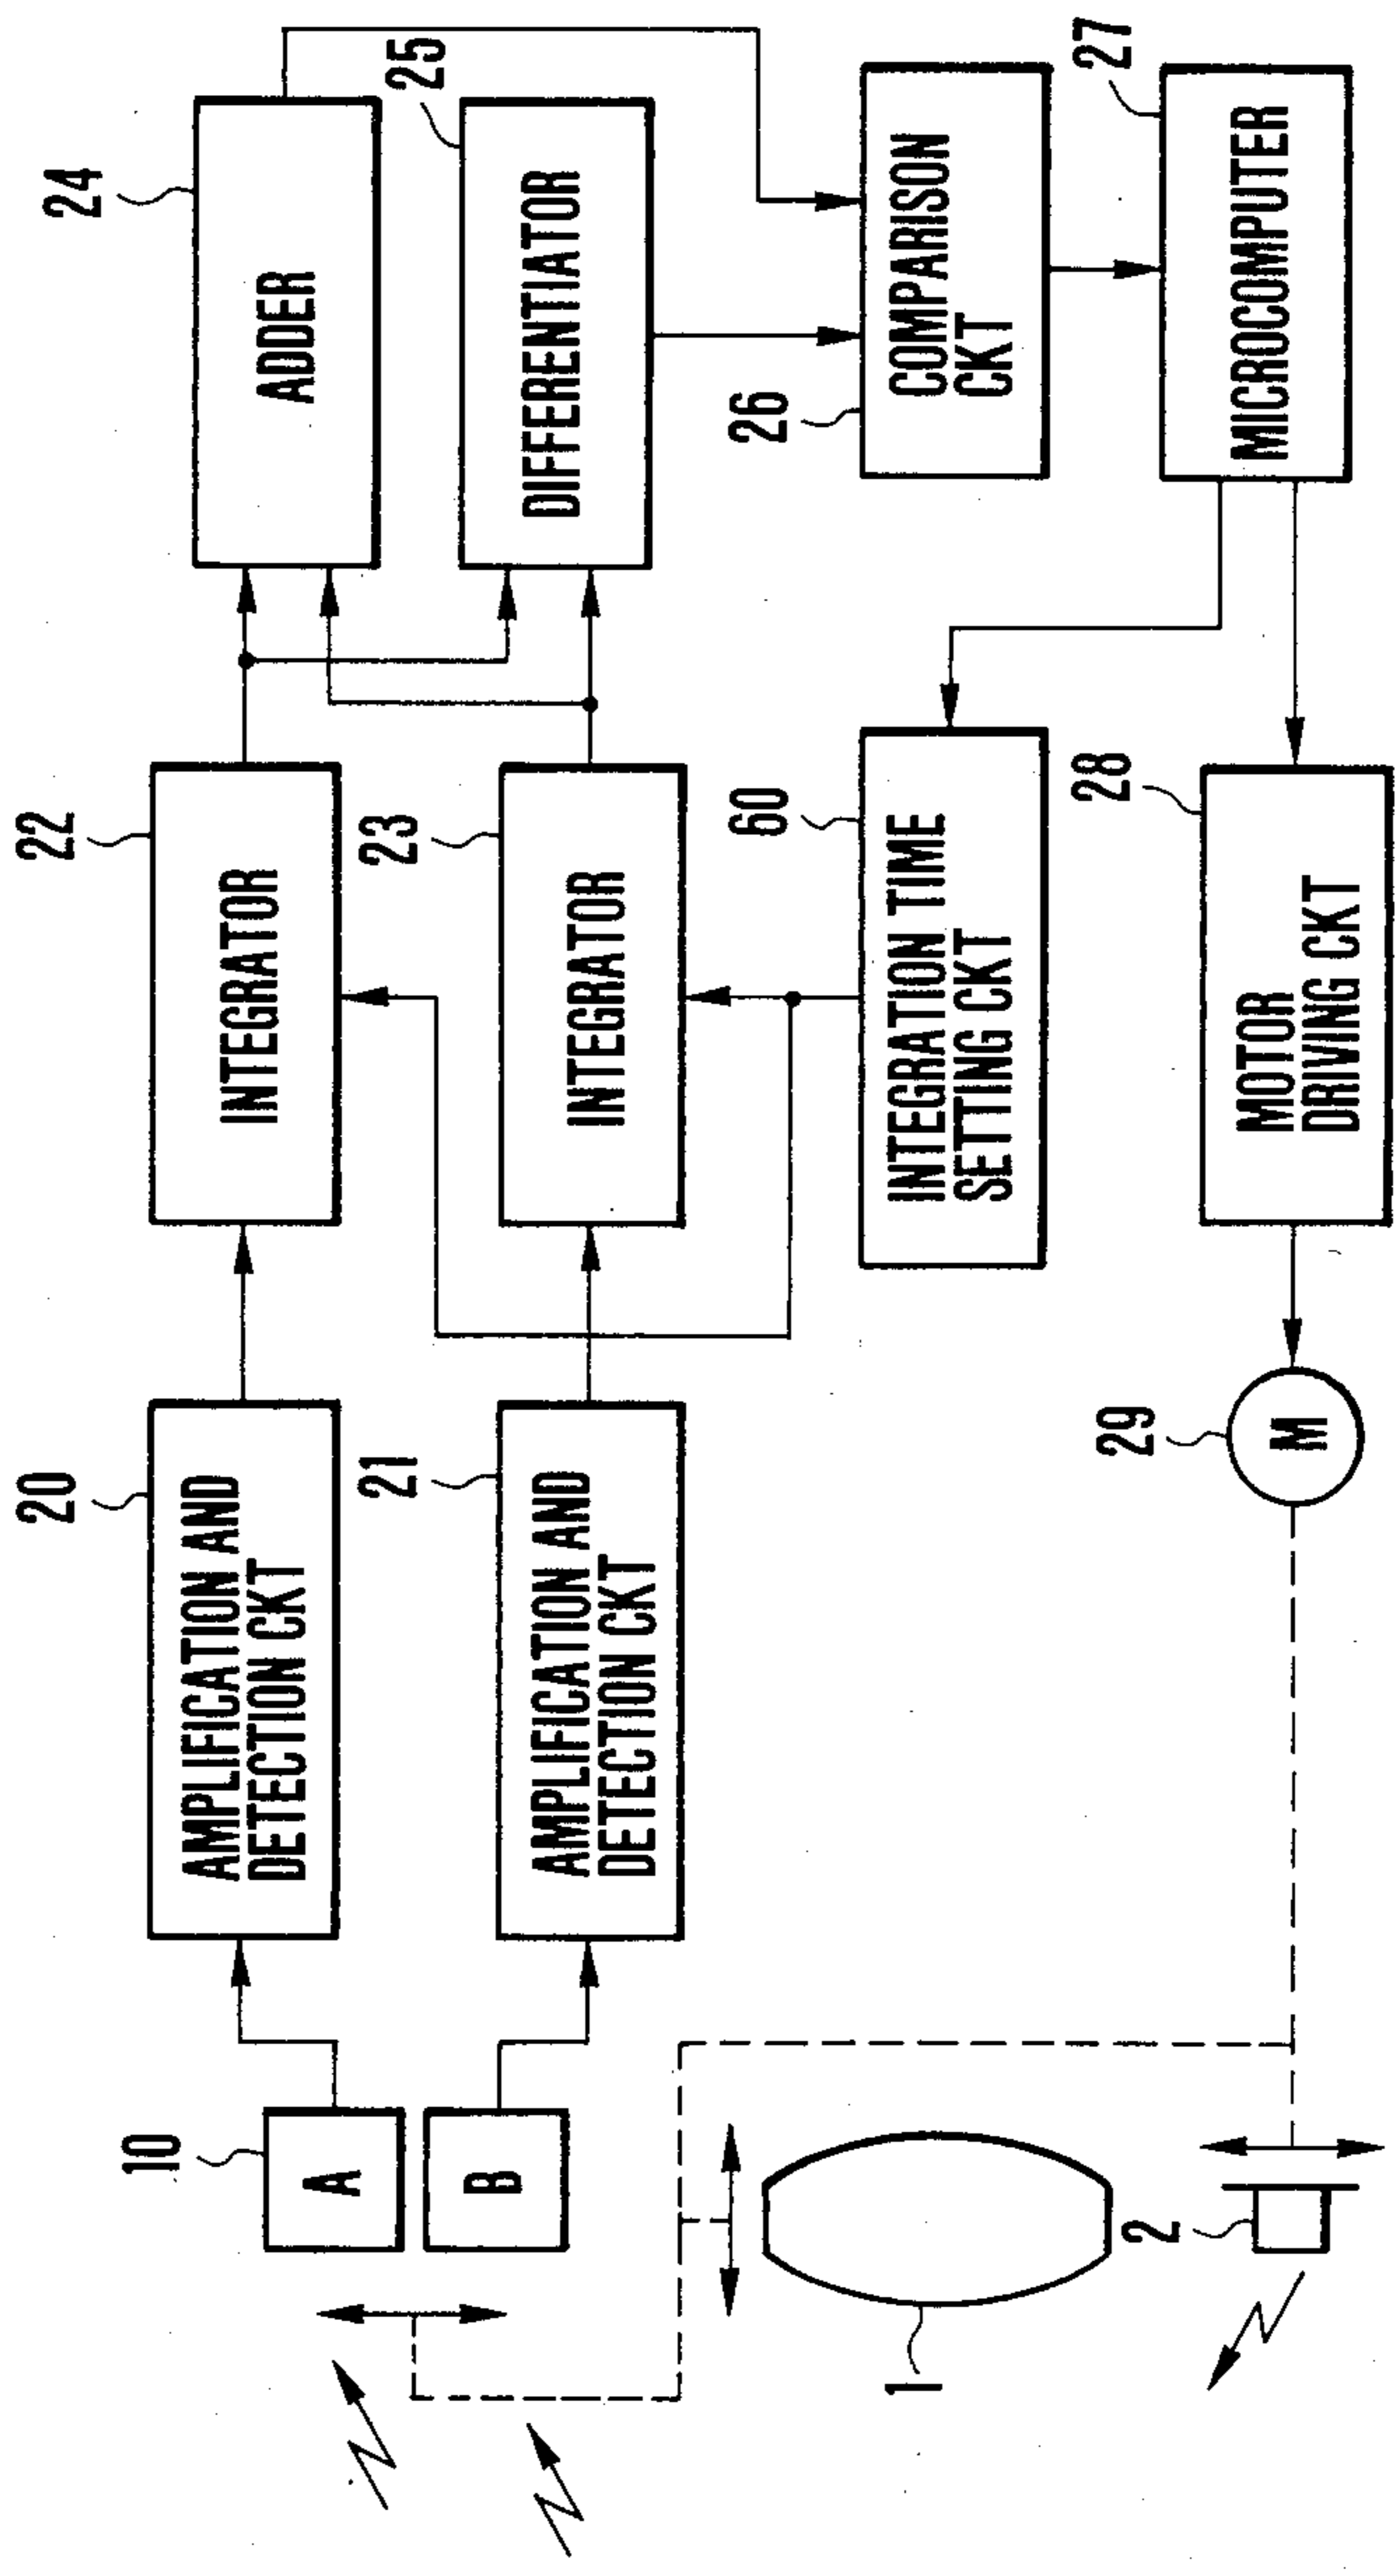 10
A
B
20
AMPLIFICATION AND
DETECTION CKT
21
AMPLIFICATION AND
DETECTION CKT
22
INTEGRATOR
23
INTEGRATOR
24
ADDER
25
DIFFERENTIATOR
1
2
29
M
60
INTEGRATION TIME
SETTING CKT
28
MOTOR
DRIVING CKT
26
COMPARISON
CKT
27
MICROCOMPUTER